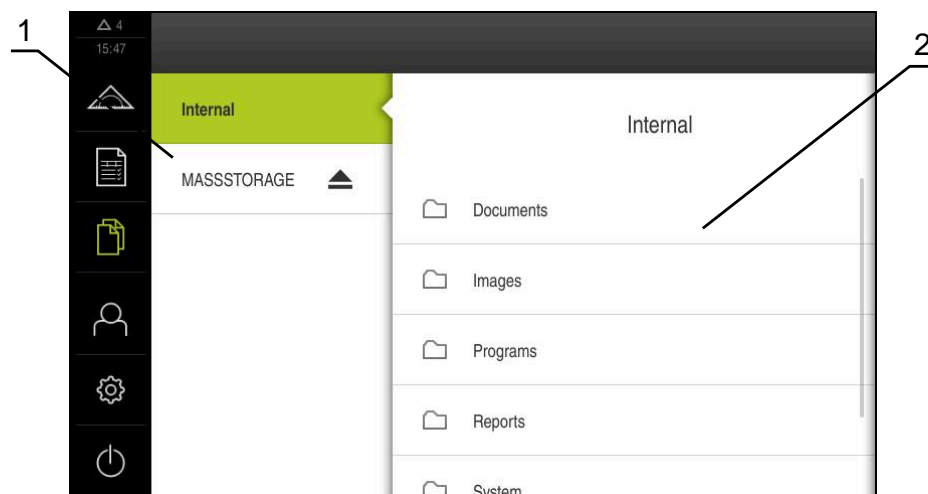 1
2
4
15:47
Internal
MASSSTORAGE
Internal
Documents
Images
Programs
Reports
System